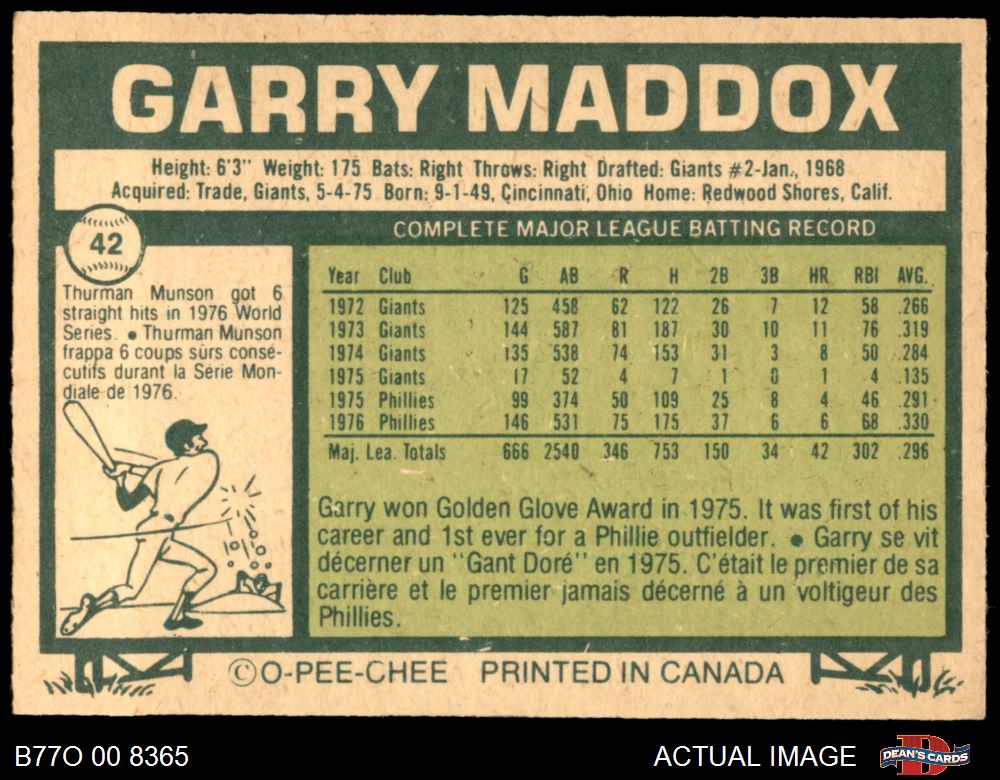 GARRY MADDOX
Height: 6'3" Weight: 175 Bats: Right Throws: Right Drafted: Giants #2-Jan., 1968
Acquired: Trade, Giants, 5-4-75 Born: 9-1-49, Cincinnati, Ohio Home: Redwood Shores, Calif.
42
Thurman Munson got 6
straight hits in 1976 World
Series. ● Thurman Munson
frappa 6 coups sûrs consé-
cutifs durant la Série Mon-
diale de 1976.
COMPLETE MAJOR LEAGUE BATTING RECORD
Year Club G AB R H 2B 3B HR RBI AVG.
1972 Giants 125 458 62 122 26 7 12 58 .266
1973 Giants 144 587 81 187 30 10 11 76 .319
1974 Giants 135 538 74 153 31 3 8 50 .284
1975 Giants 17 52 4 7 1 0 1 4 .135
1975 Phillies 99 374 50 109 25 8 4 46 .291
1976 Phillies 146 531 75 175 37 6 6 68 .330
Maj. Lea. Totals 666 2540 346 753 150 34 42 302 .296
Garry won Golden Glove Award in 1975. It was first of his
career and 1st ever for a Phillie outfielder. ● Garry se vit
décerner un "Gant Doré" en 1975. C'était le premier de sa
carrière et le premier jamais décerné à un voltigeur des
Phillies.
©O-PEE-CHEE PRINTED IN CANADA
B77O 00 8365
ACTUAL IMAGE
DEAN'S CARDS